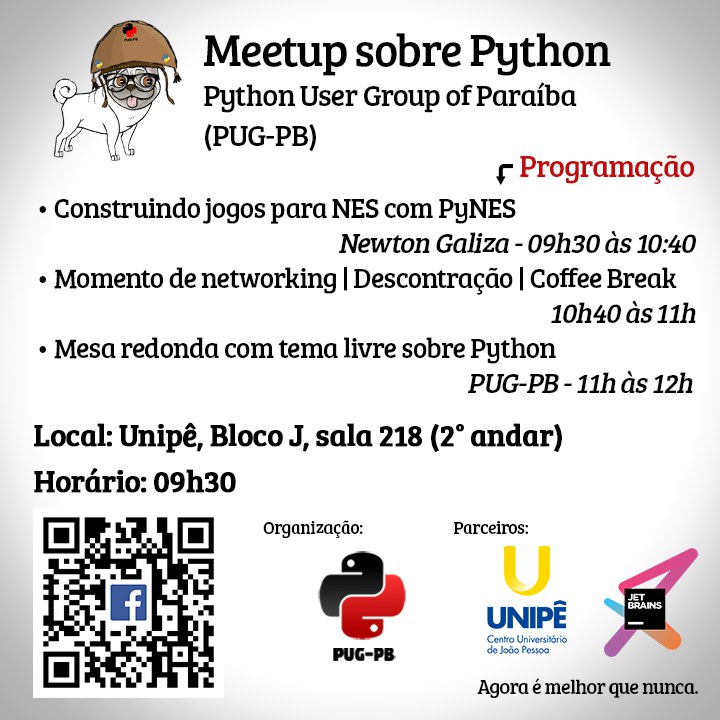 PUG-PB
Meetup sobre Python
Python User Group of Paraíba
(PUG-PB)
Programação
• Construindo jogos para NES com PyNES
Newton Galiza - 09h30 às 10:40
• Momento de networking | Descontração | Coffee Break
10h40 às 11h
• Mesa redonda com tema livre sobre Python
PUG-PB - 11h às 12h
Local: Unipê, Bloco J, sala 218 (2° andar)
Horário: 09h30
Organização:
Parceiros:
PUG-PB
UNIPÊ
Centro Universitário
de João Pessoa
JET
BRAINS
Agora é melhor que nunca.